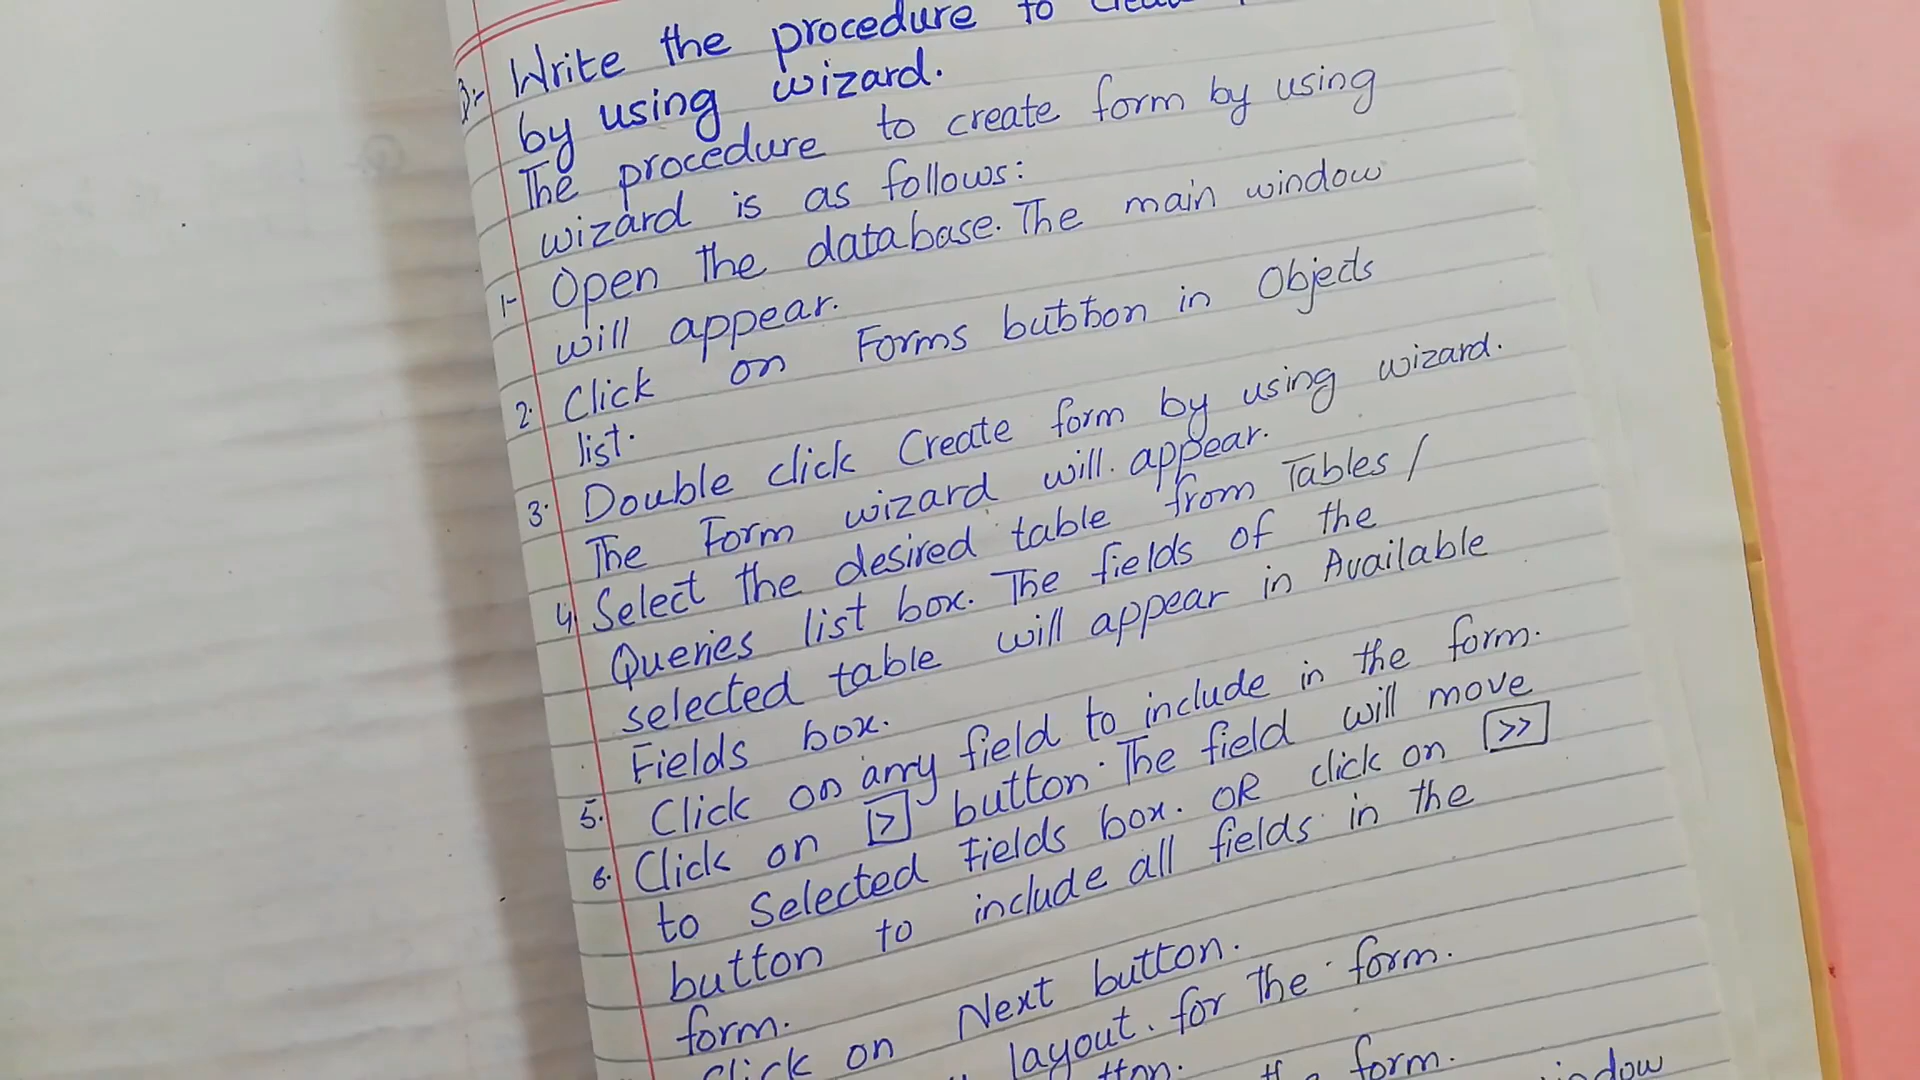 Write the procedure to
by using wizard.
The procedure to create form by using
wizard is as follows:
1- Open the database. The main window
will appear.
2. Click on Forms bubbon in Objects
list.
3. Double click Create form by using wizard.
The Form wizard will appear.
4 Select the desired table from Tables /
Queries list box. The fields of the
selected table will appear in Available
Fields box.
5. Click on any field to include in the form.
6. Click on > button. The field will move
to Selected Fields box. OR click on >>
button to include all fields in the
form.
Click on Next button.
layout for the form.
form.